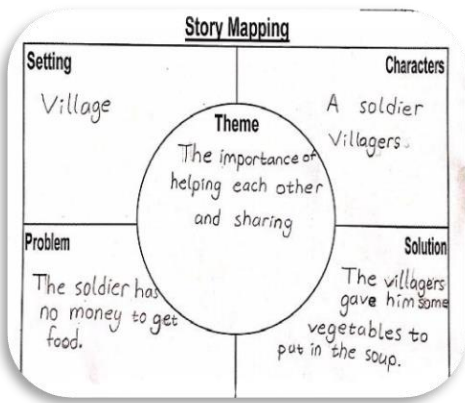 Story Mapping
Setting
Village
Characters
A soldier
Villagers
Theme
The importance of
helping each other
and sharing
Problem
The soldier has
no money to get
food.
Solution
The villagers
gave him some
vegetables to
put in the soup.